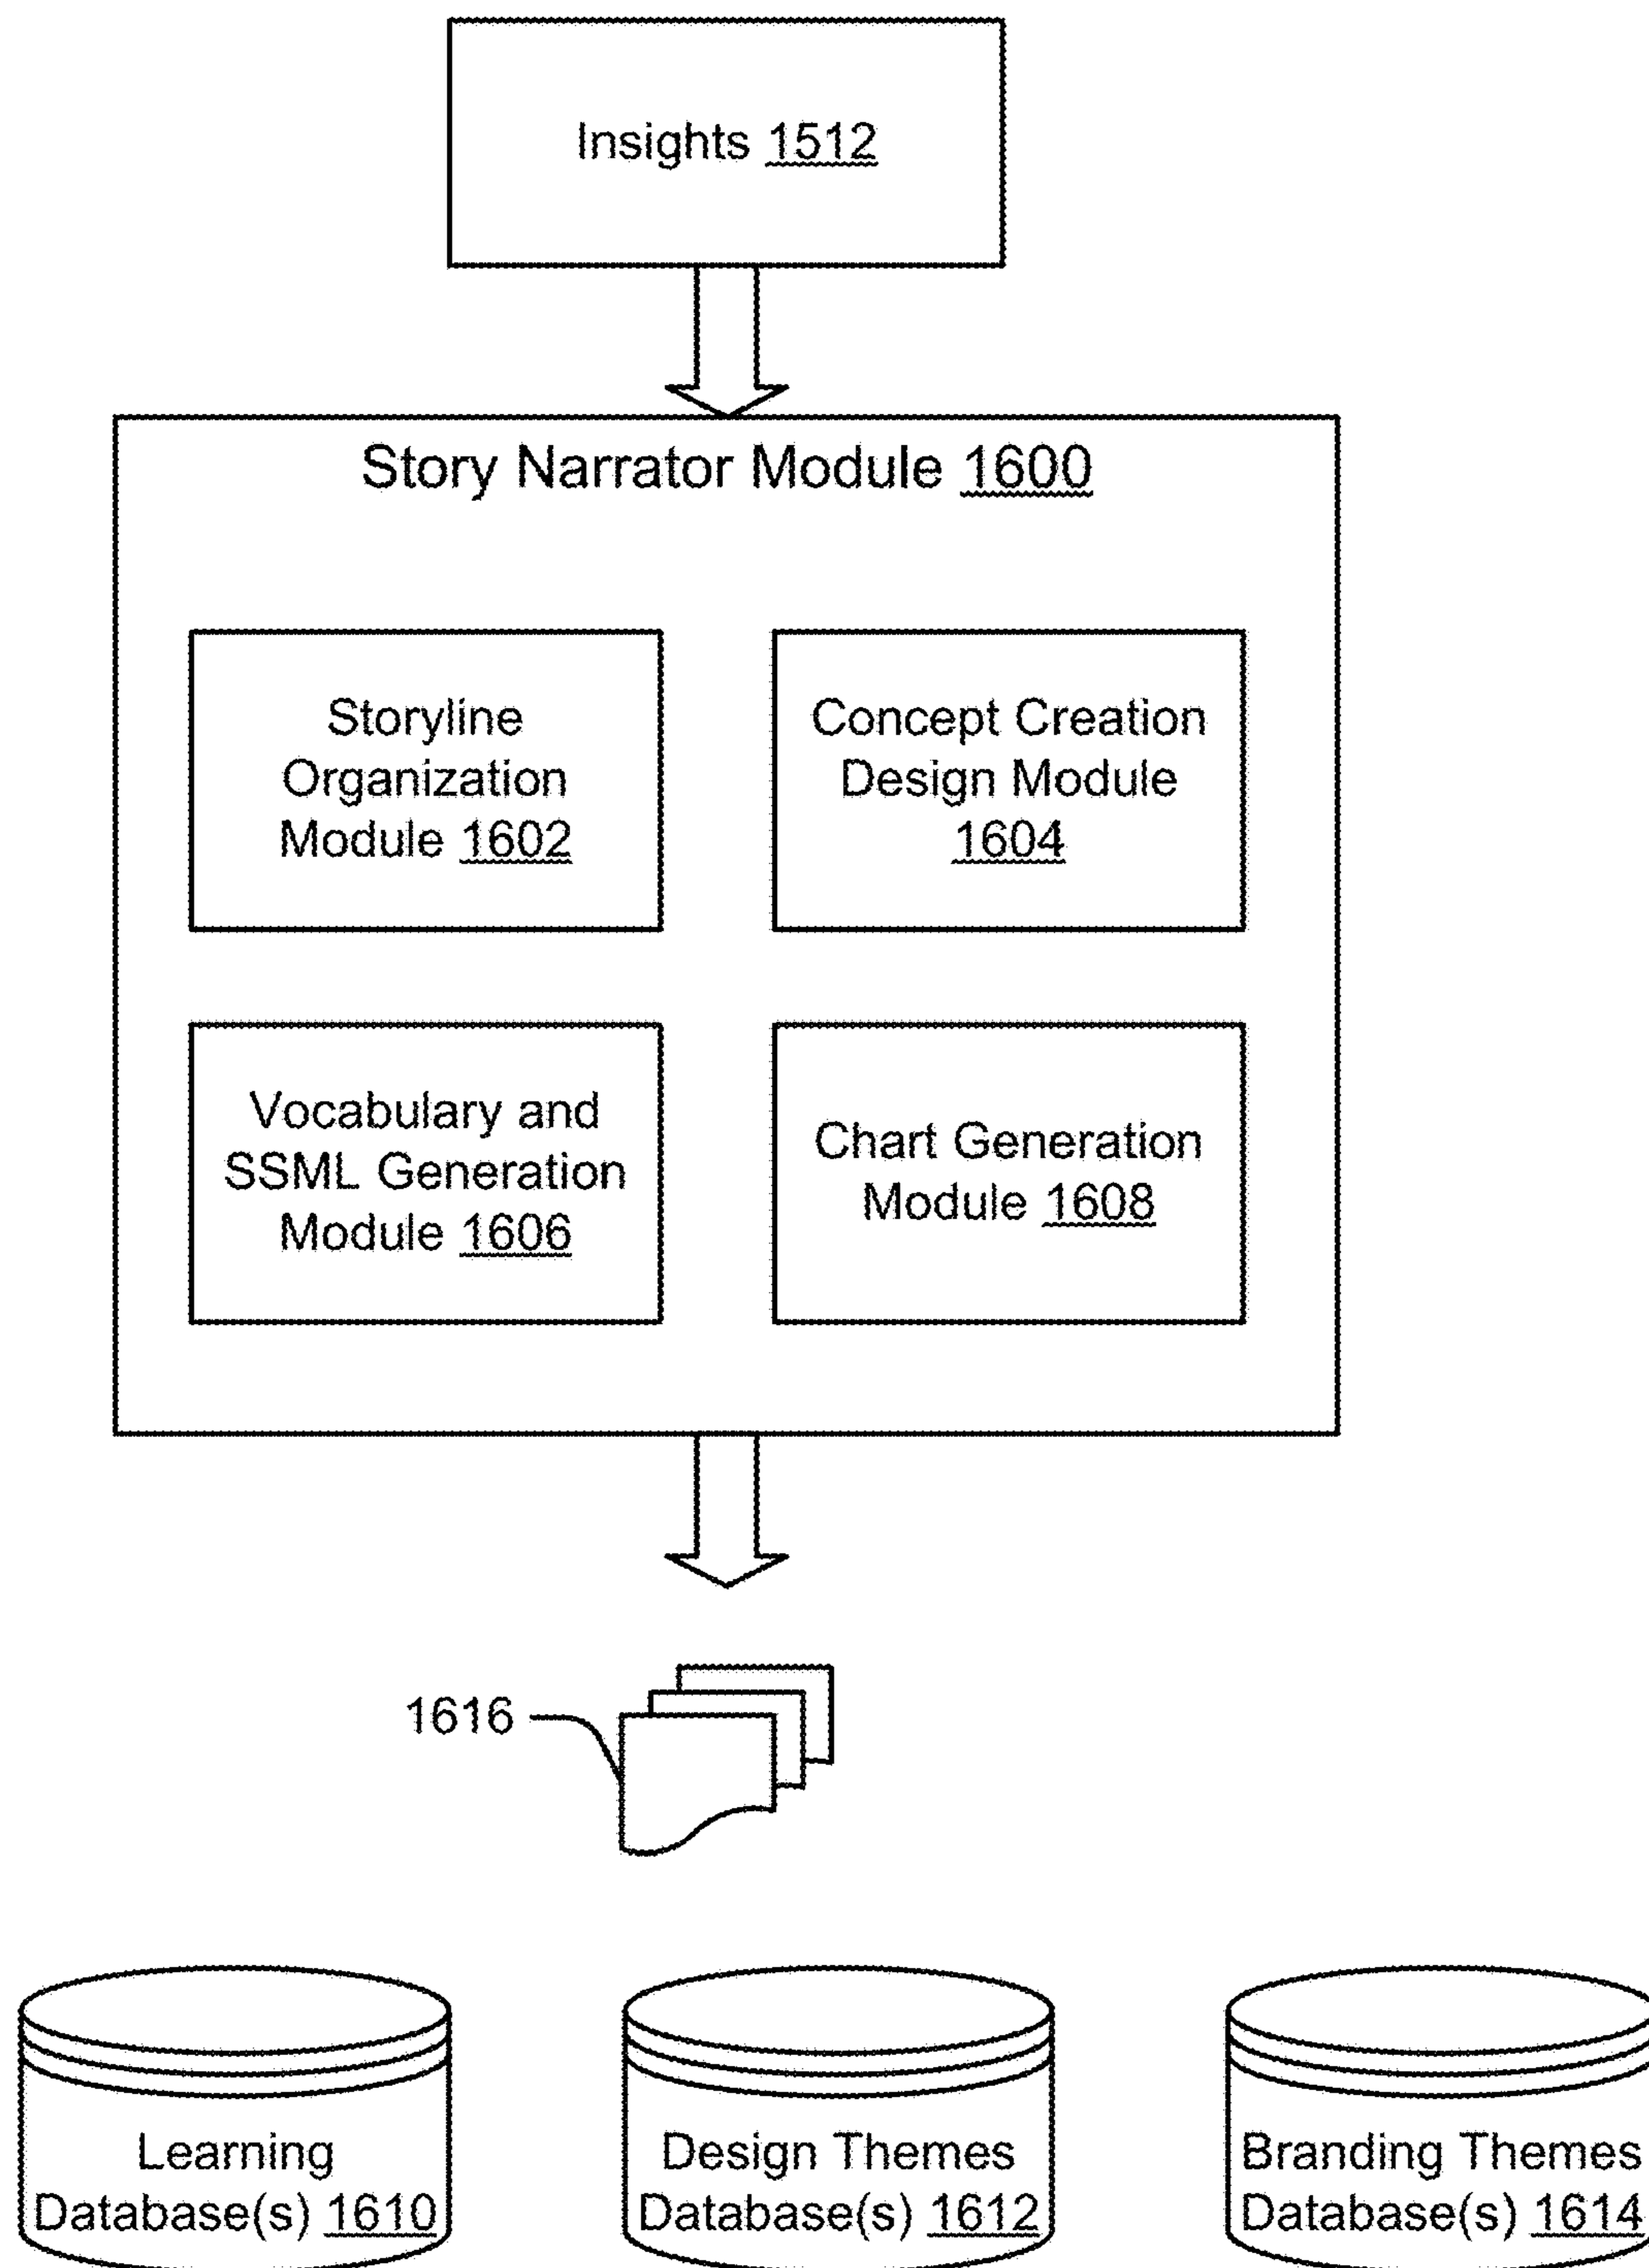 Insights 1512
Story Narrator Module 1600
Storyline
Organization
Module 1602
Concept Creation
Design Module
1604
Vocabulary and
SSML Generation
Module 1606
Chart Generation
Module 1608
1616
Learning
Database(s) 1610
Design Themes
Database(s) 1612
Branding Themes
Database(s) 1614